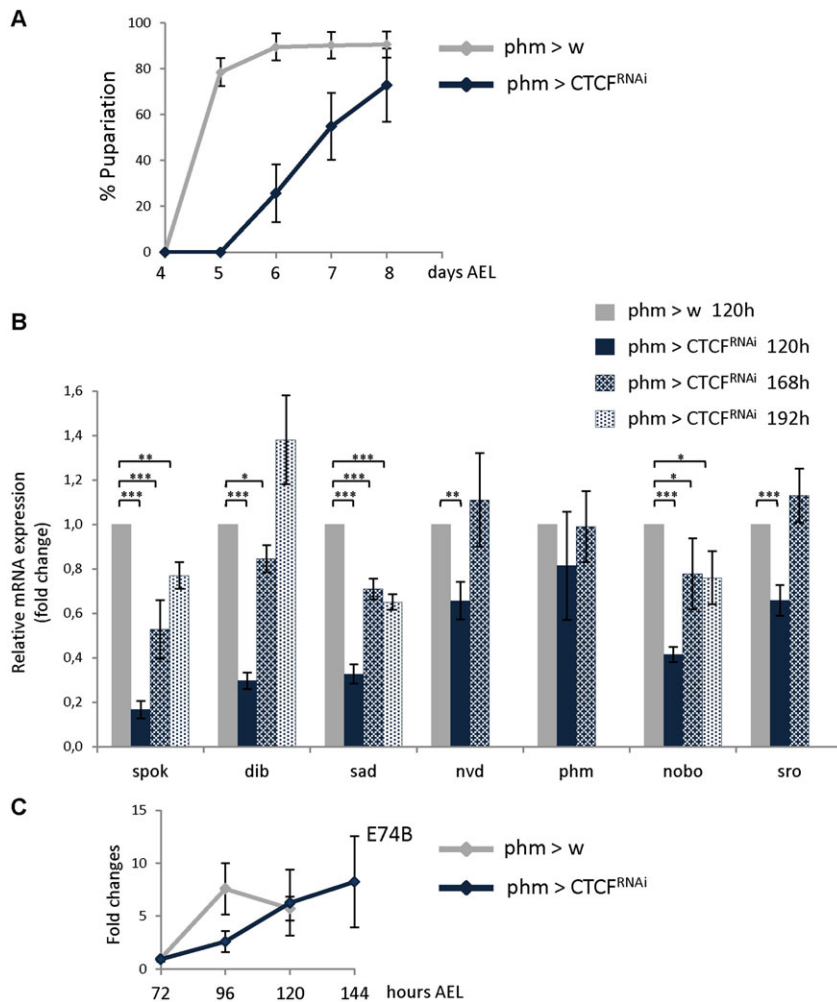 A
100
80
60
40
20
0
% Pupariation
4 5 6 7 8 days AEL
phm > w
phm > CTCF^RNAi
B
phm > w 120h
phm > CTCF^RNAi 120h
phm > CTCF^RNAi 168h
phm > CTCF^RNAi 192h
1,6
1,4
1,2
1,0
0,8
0,6
0,4
0,2
0,0
Relative mRNA expression
(fold change)
** *** ***
* ***
*** *** ***
**
* * ***
***
spok dib sad nvd phm nobo sro
C
15
10
5
0
Fold changes
E74B
72 96 120 144 hours AEL
phm > w
phm > CTCF^RNAi